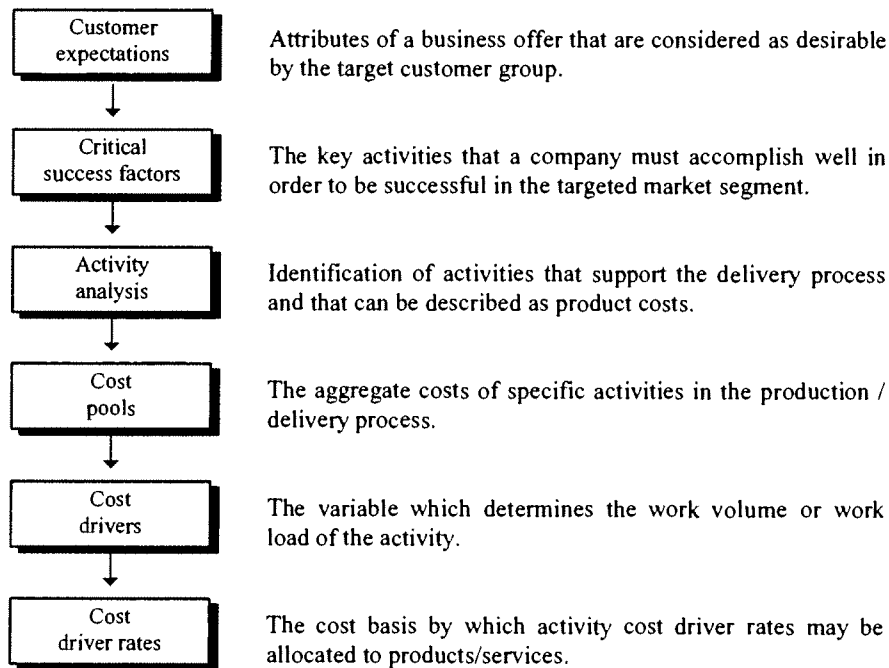 Customer
expectations
Attributes of a business offer that are considered as desirable
by the target customer group.
Critical
success factors
The key activities that a company must accomplish well in
order to be successful in the targeted market segment.
Activity
analysis
Identification of activities that support the delivery process
and that can be described as product costs.
Cost
pools
The aggregate costs of specific activities in the production /
delivery process.
Cost
drivers
The variable which determines the work volume or work
load of the activity.
Cost
driver rates
The cost basis by which activity cost driver rates may be
allocated to products/services.